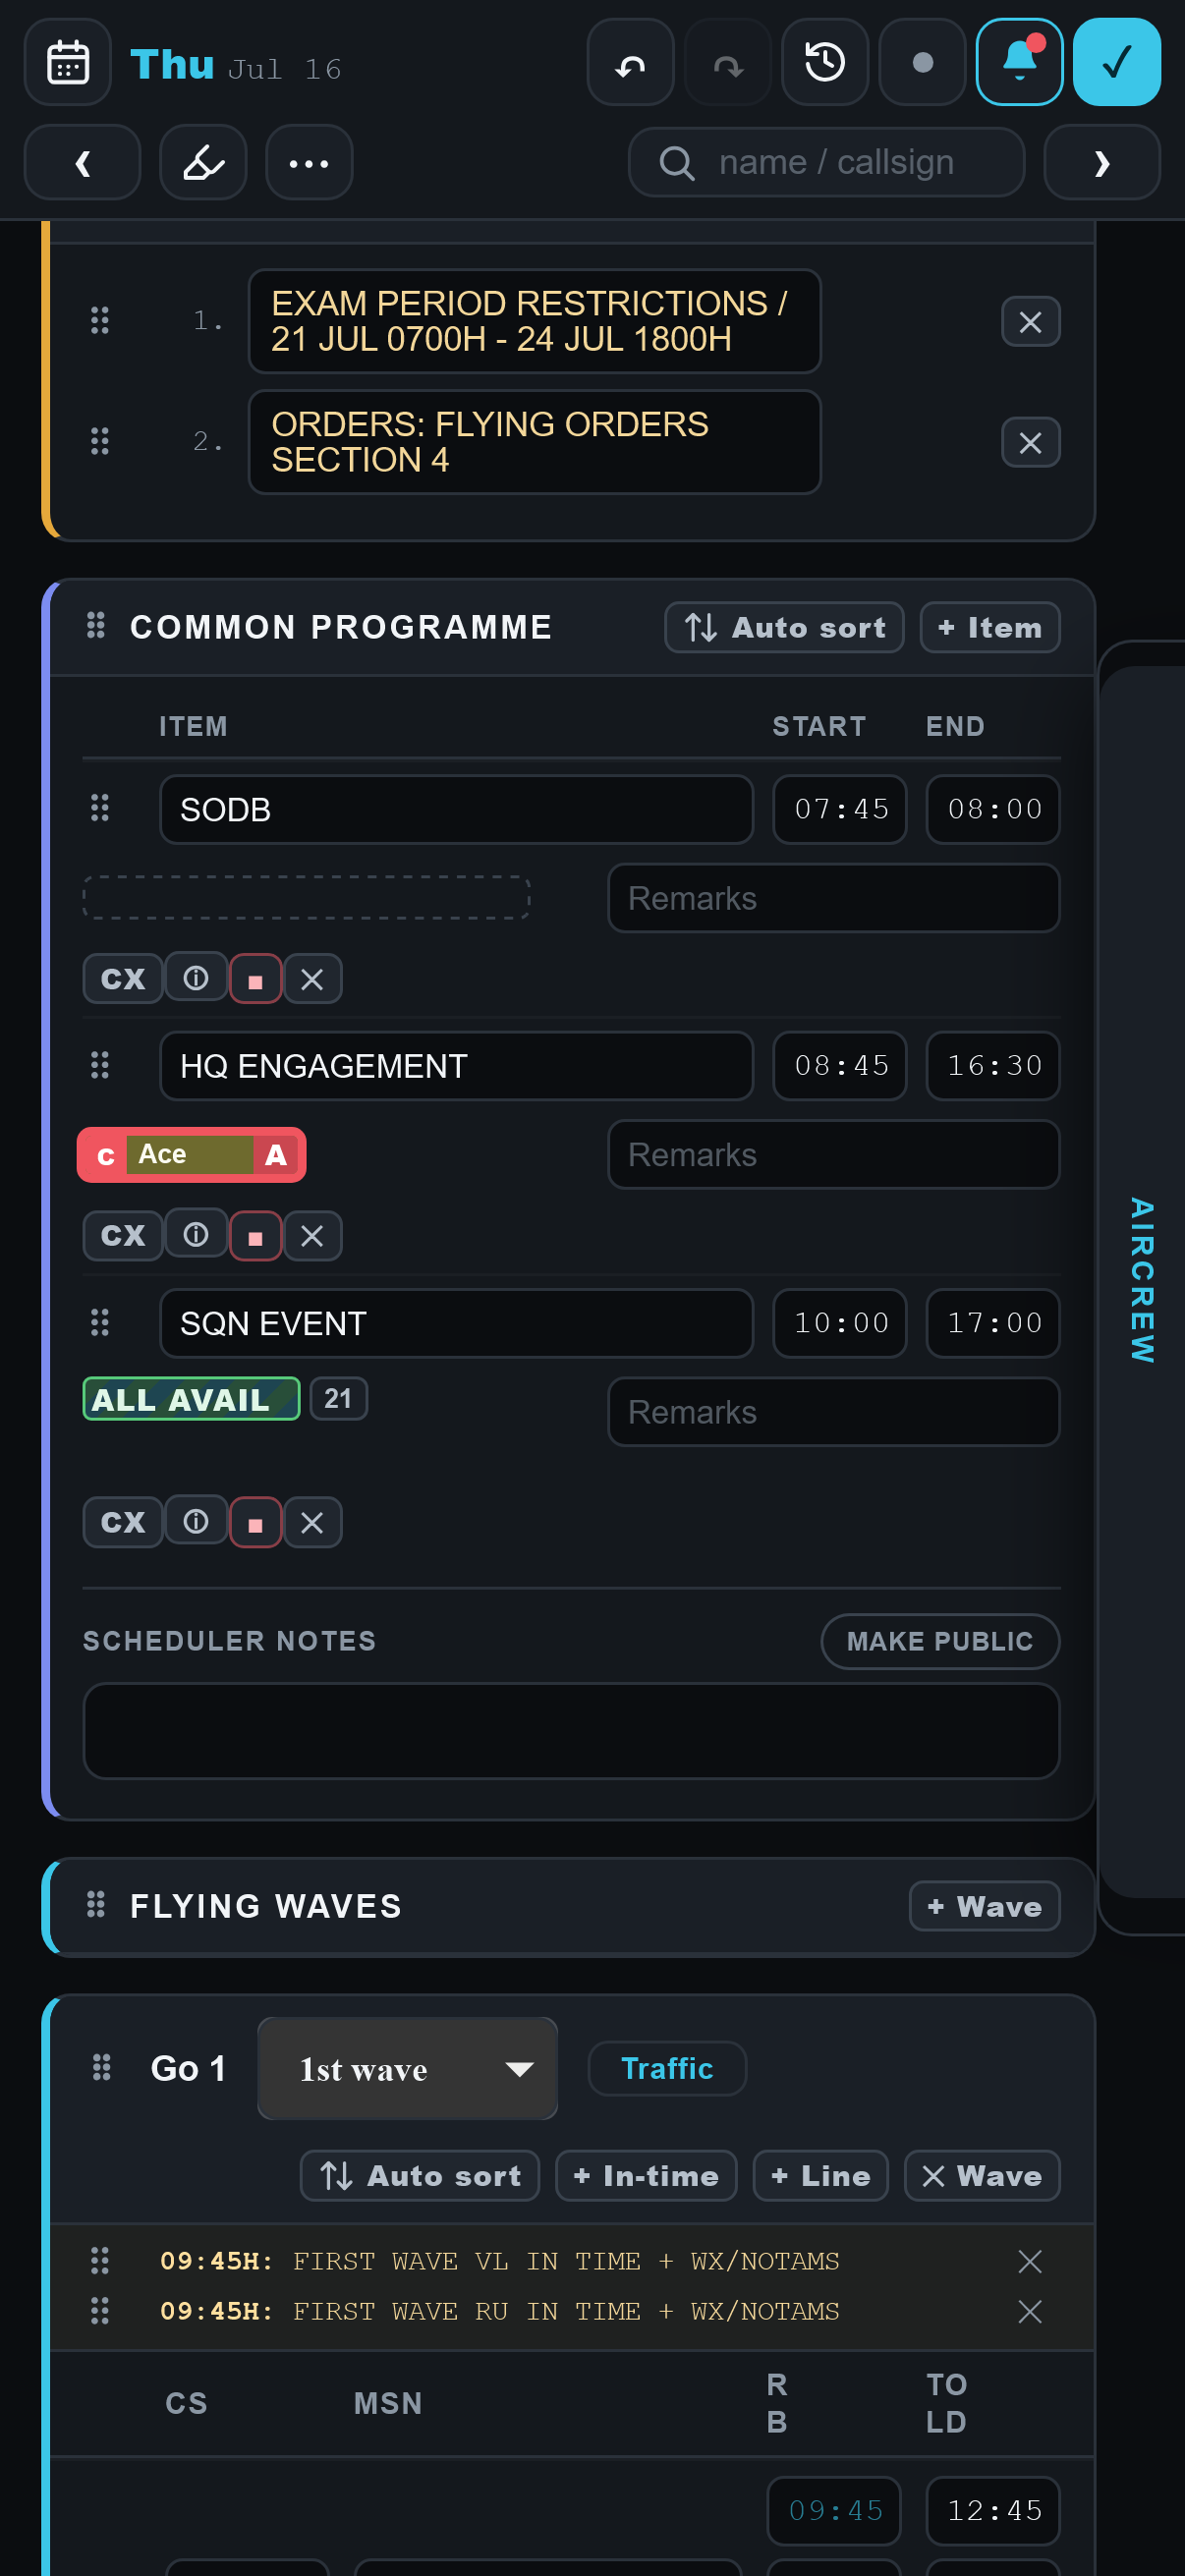 Thu Jul 16
name / callsign
1. EXAM PERIOD RESTRICTIONS /
21 JUL 0700H - 24 JUL 1800H
2. ORDERS: FLYING ORDERS
SECTION 4
COMMON PROGRAMME Auto sort + Item
ITEM START END
SODB 07:45 08:00
Remarks
CX
HQ ENGAGEMENT 08:45 16:30
c Ace A Remarks
CX
SQN EVENT 10:00 17:00
ALL AVAIL 21 Remarks
CX
AIRCREW
SCHEDULER NOTES MAKE PUBLIC
FLYING WAVES + Wave
Go 1 1st wave Traffic
Auto sort + In-time + Line × Wave
09:45H: FIRST WAVE VL IN TIME + WX/NOTAMS
09:45H: FIRST WAVE RU IN TIME + WX/NOTAMS
CS MSN R TO
B LD
09:45 12:45